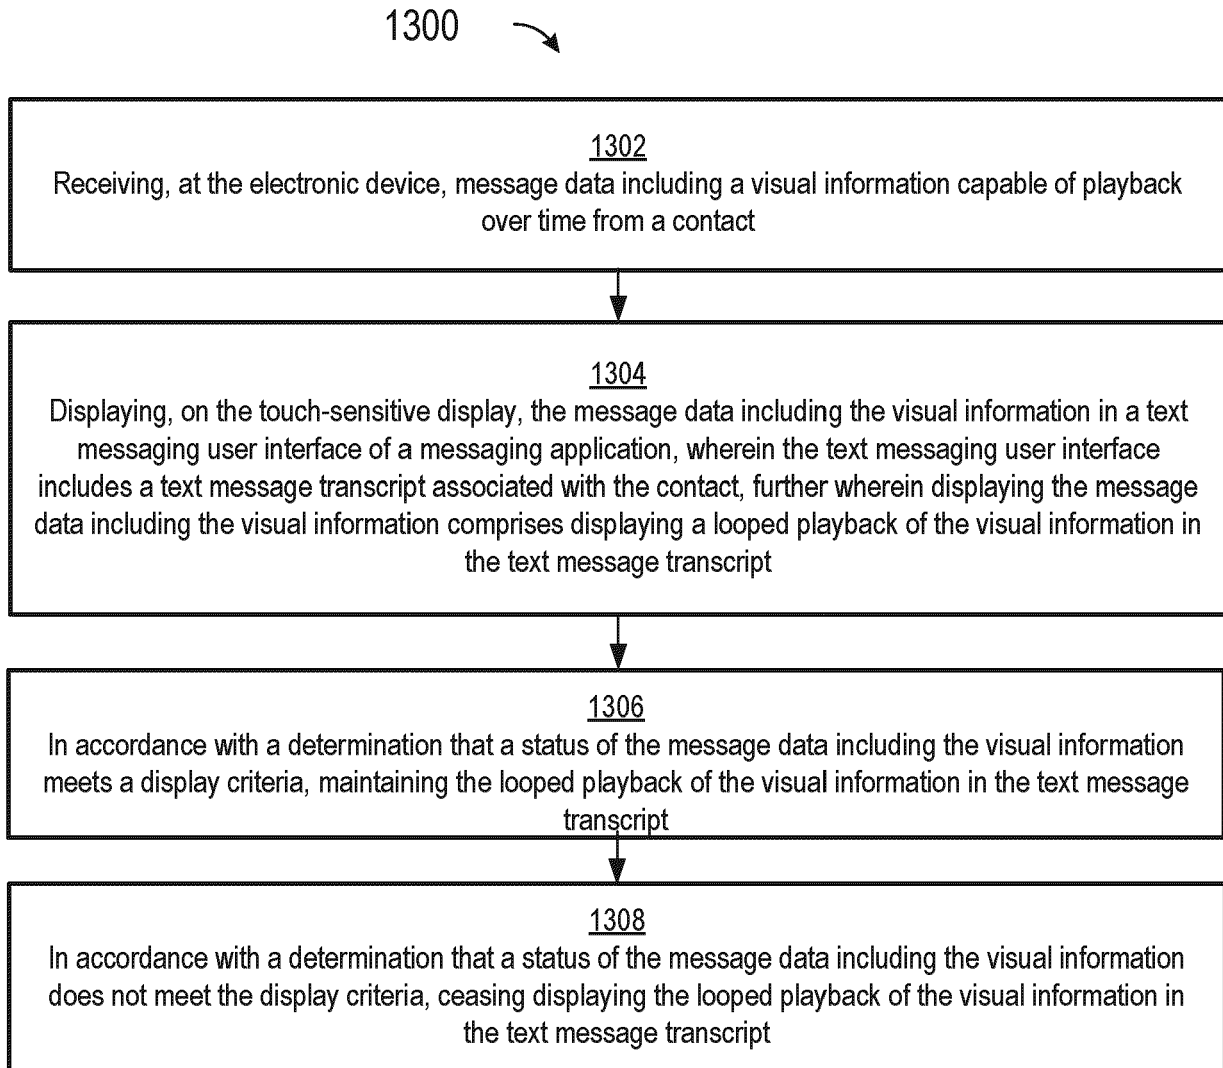 1300
1302
Receiving, at the electronic device, message data including a visual information capable of playback
over time from a contact
1304
Displaying, on the touch-sensitive display, the message data including the visual information in a text
messaging user interface of a messaging application, wherein the text messaging user interface
includes a text message transcript associated with the contact, further wherein displaying the message
data including the visual information comprises displaying a looped playback of the visual information in
the text message transcript
1306
In accordance with a determination that a status of the message data including the visual information
meets a display criteria, maintaining the looped playback of the visual information in the text message
transcript
1308
In accordance with a determination that a status of the message data including the visual information
does not meet the display criteria, ceasing displaying the looped playback of the visual information in
the text message transcript